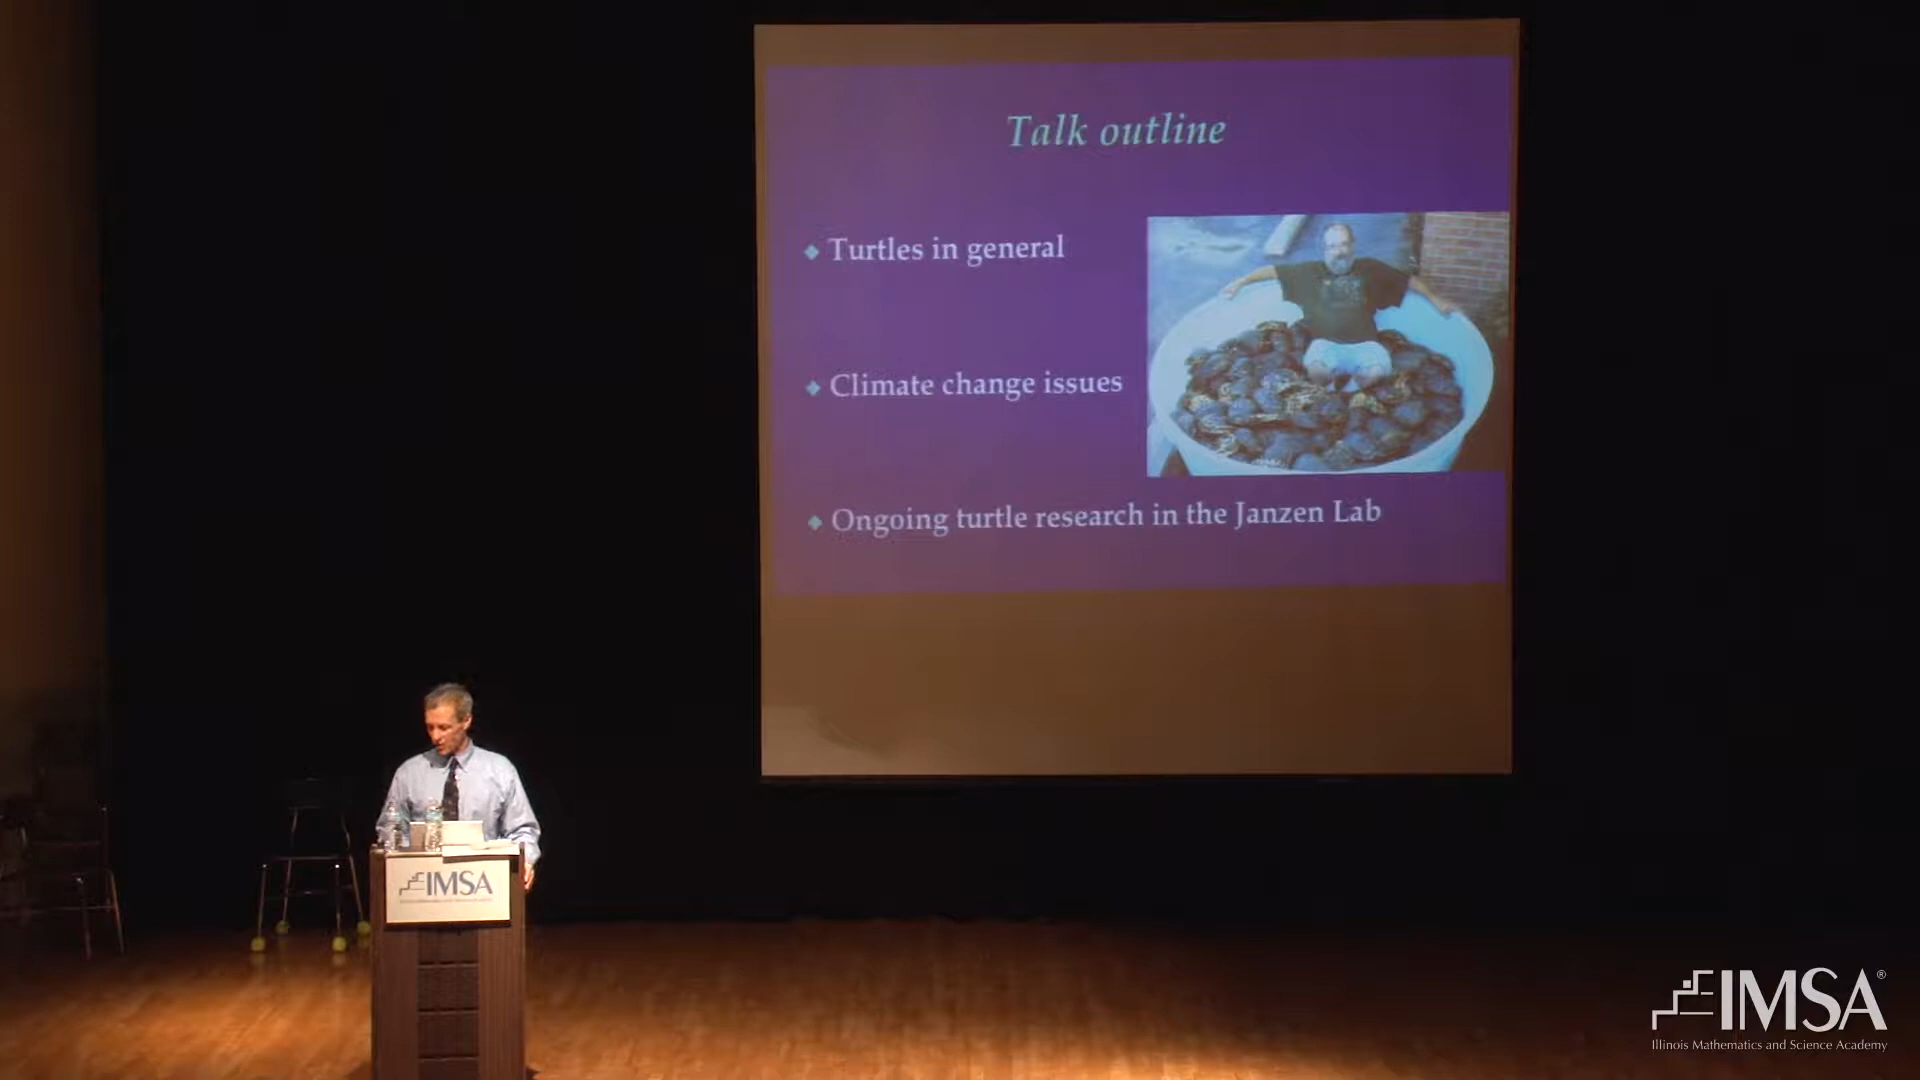 Talk outline
Turtles in general
Climate change issues
Ongoing turtle research in the Janzen Lab
IMSA
IMSA®
Illinois Mathematics and Science Academy